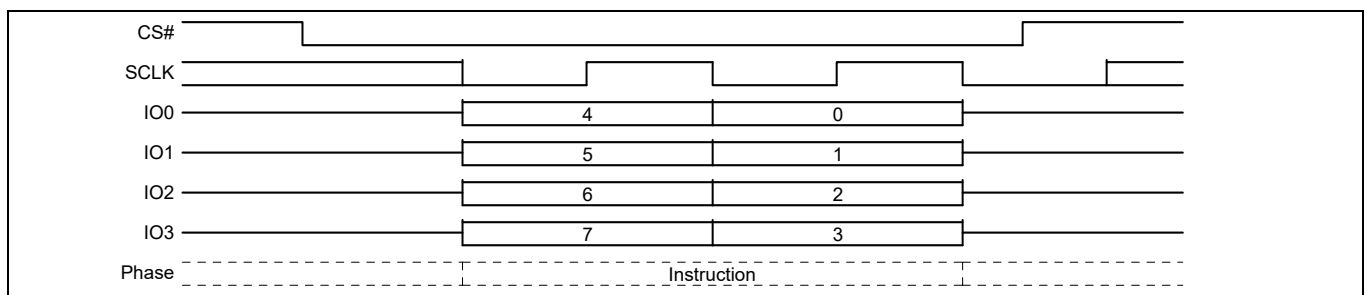 CS#
SCLK
IO0 4 0
IO1 5 1
IO2 6 2
IO3 7 3
Phase Instruction